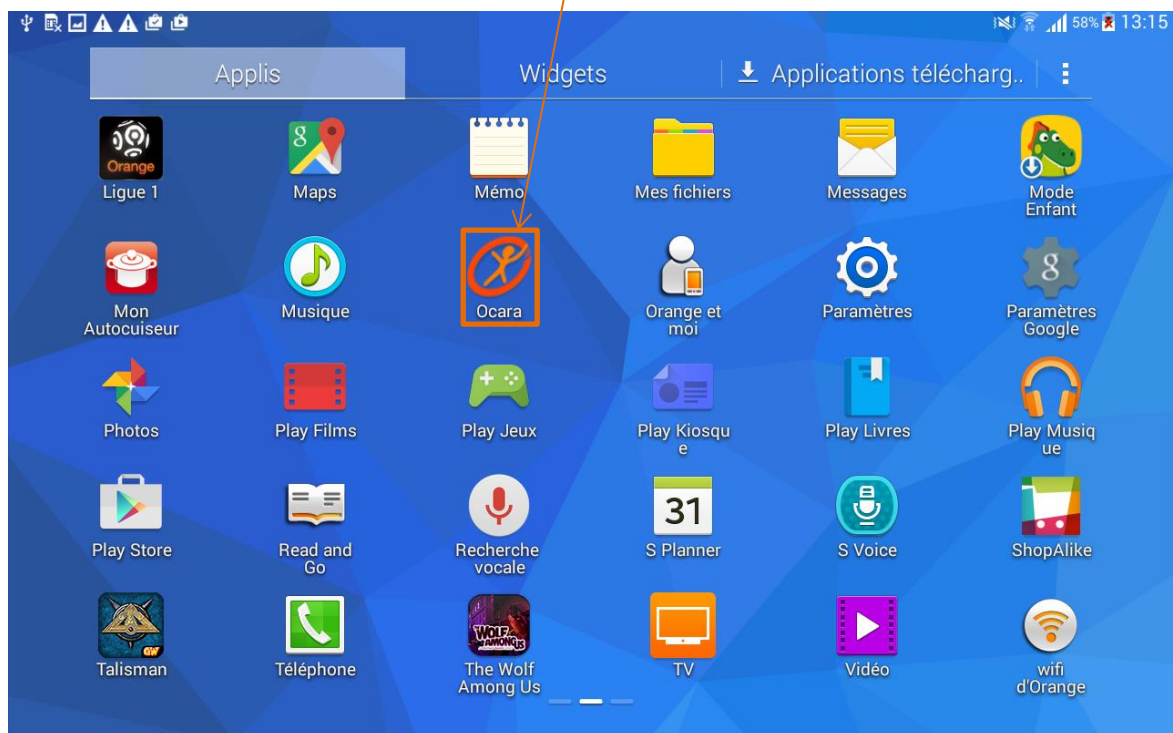 58% 13:15
Applis Widgets Applications télécharg..
Orange
g
Ligue 1 Maps Mémo Mes fichiers Messages Mode
Enfant
g
Mon Musique Ocara Orange et Paramètres Paramètres
Autocuiseur moi Google
Photos Play Films Play Jeux Play Kiosqu Play Livres Play Musiq
e ue
31
Play Store Read and Recherche S Planner S Voice ShopAlike
Go vocale
GW
WOLF
AMONG US
Talisman Téléphone The Wolf TV Vidéo wifi
Among Us d'Orange